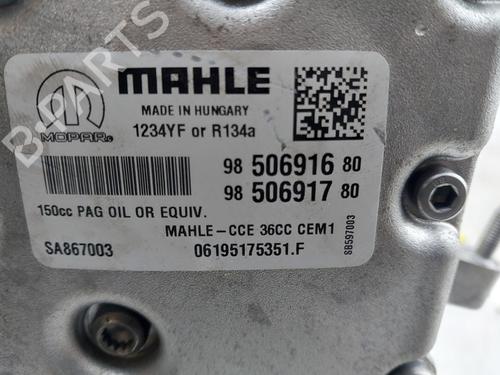 MAHLE
MADE IN HUNGARY
1234YF or R134a
MOPAR
98 506916 80
98 506917 80
150cc PAG OIL OR EQUIV.
MAHLE-CCE 36CC CEM1
SA867003
06195175351.F
SB597003
B PARTS